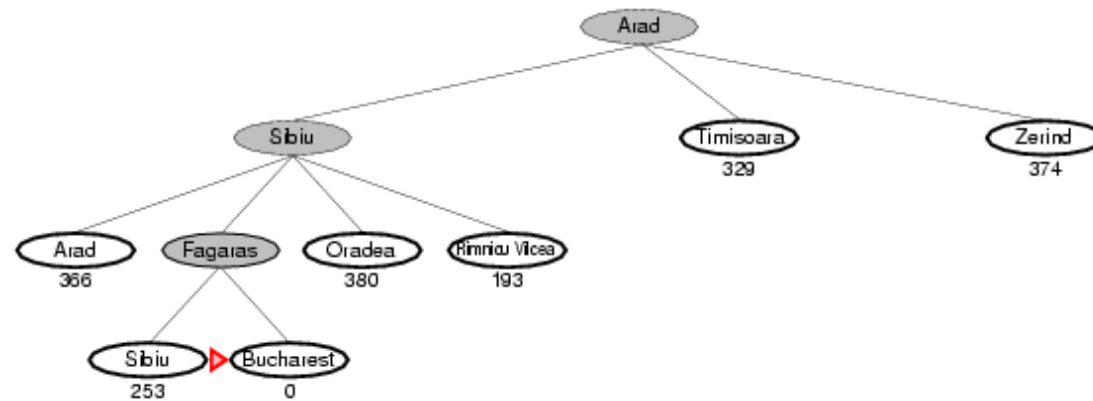 Arad
Sibiu
Timisoara
Zerind
329
374
Arad
Fagaras
Oradea
Rimnicu Vilcea
366
380
193
Sibiu
Bucharest
253
0